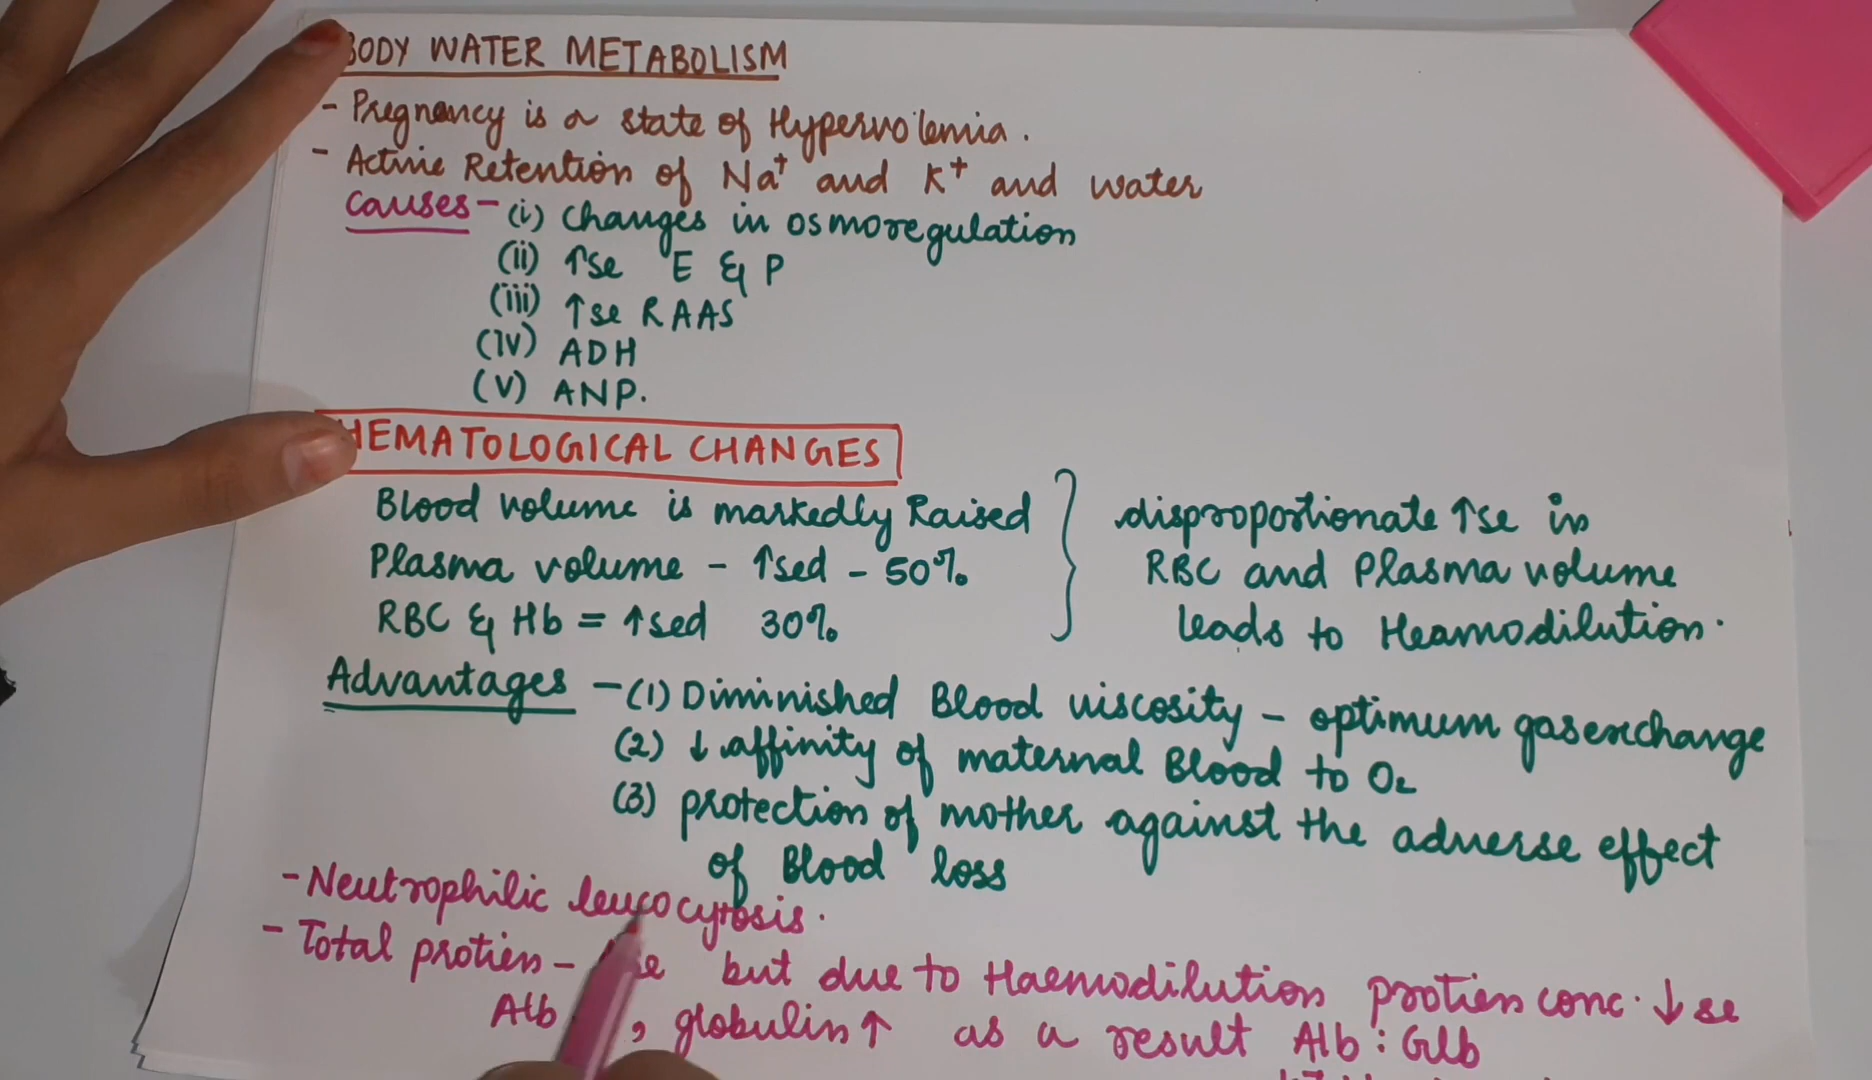 BODY WATER METABOLISM
- Pregnancy is a state of Hypervolemia.
- Active Retention of Na⁺ and K⁺ and water
Causes - (i) Changes in osmoregulation
(ii) ↑se E & P
(iii) ↑se RAAS
(iv) ADH
(v) ANP.
HEMATOLOGICAL CHANGES
Blood volume is markedly Raised
Plasma volume - ↑sed - 50%
RBC & Hb = ↑sed 30%
} disproportionate ↑se in
RBC and Plasma volume
leads to Heamodilution.
Advantages - (1) Diminished Blood viscosity - optimum gas exchange
(2) ↓ affinity of maternal Blood to O₂
(3) protection of mother against the adverse effect
of Blood loss
- Neutrophilic leucocytosis.
- Total protien - but due to Haemodilution protien conc. ↓se
Alb , globulin ↑ as a result Alb : Glb